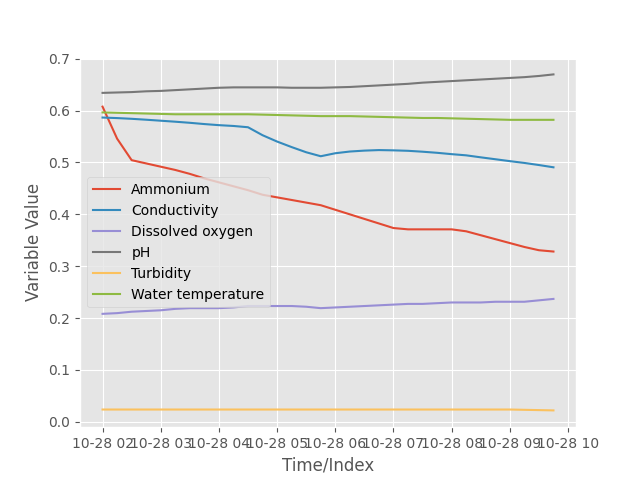 0.7
0.6
0.5
0.4
0.3
0.2
0.1
0.0
Variable Value
Ammonium
Conductivity
Dissolved oxygen
pH
Turbidity
Water temperature
10-28 02 10-28 03 10-28 04 10-28 05 10-28 06 10-28 07 10-28 08 10-28 09 10-28 10
Time/Index